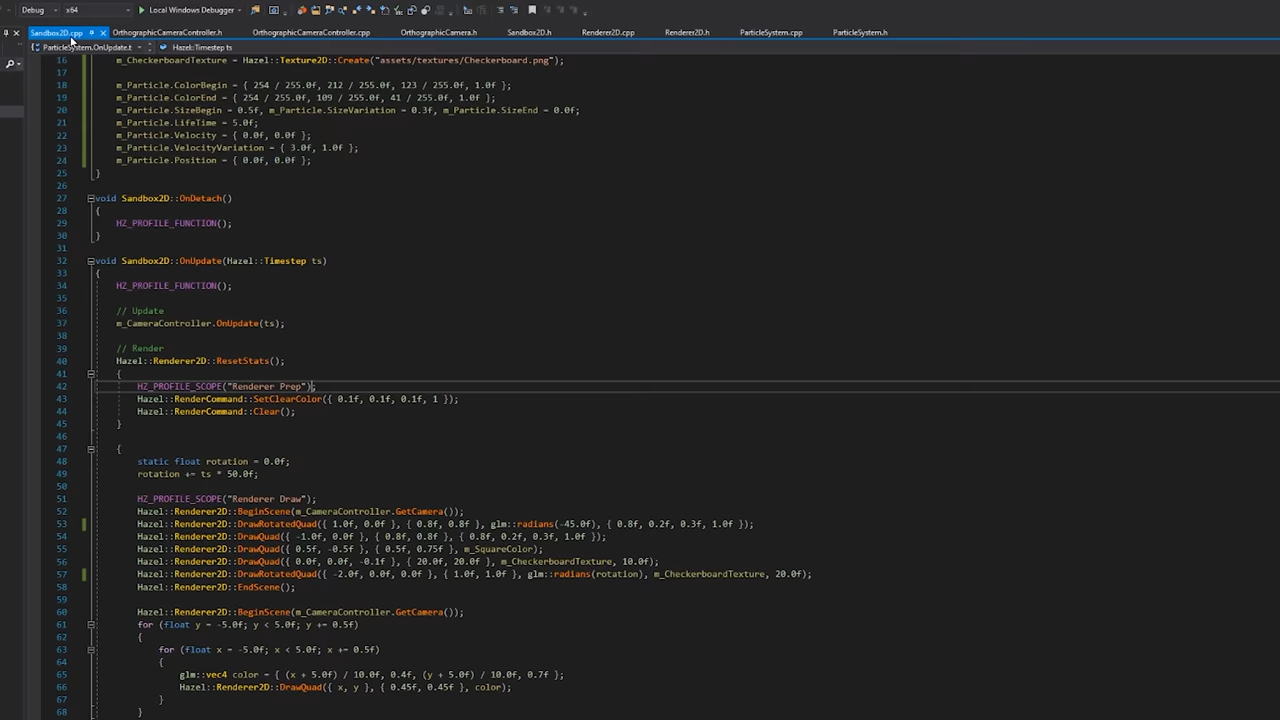 Debug x64 Local Windows Debugger
Sandbox2D.cpp OrthographicCameraController.h OrthographicCameraController.cpp OrthographicCamera.h Sandbox2D.h Renderer2D.cpp Renderer2D.h ParticleSystem.cpp ParticleSystem.h
ParticleSystem.OnUpdate.t Hazel::Timestep ts
16 m_CheckerboardTexture = Hazel::Texture2D::Create("assets/textures/Checkerboard.png");
17
18 m_Particle.ColorBegin = { 254 / 255.0f, 212 / 255.0f, 123 / 255.0f, 1.0f };
19 m_Particle.ColorEnd = { 254 / 255.0f, 109 / 255.0f, 41 / 255.0f, 1.0f };
20 m_Particle.SizeBegin = 0.5f, m_Particle.SizeVariation = 0.3f, m_Particle.SizeEnd = 0.0f;
21 m_Particle.LifeTime = 5.0f;
22 m_Particle.Velocity = { 0.0f, 0.0f };
23 m_Particle.VelocityVariation = { 3.0f, 1.0f };
24 m_Particle.Position = { 0.0f, 0.0f };
25 }
26
27 void Sandbox2D::OnDetach()
28 {
29 HZ_PROFILE_FUNCTION();
30 }
31
32 void Sandbox2D::OnUpdate(Hazel::Timestep ts)
33 {
34 HZ_PROFILE_FUNCTION();
35
36 // Update
37 m_CameraController.OnUpdate(ts);
38
39 // Render
40 Hazel::Renderer2D::ResetStats();
41 {
42 HZ_PROFILE_SCOPE("Renderer Prep");
43 Hazel::RenderCommand::SetClearColor({ 0.1f, 0.1f, 0.1f, 1 });
44 Hazel::RenderCommand::Clear();
45 }
46
47 {
48 static float rotation = 0.0f;
49 rotation += ts * 50.0f;
50
51 HZ_PROFILE_SCOPE("Renderer Draw");
52 Hazel::Renderer2D::BeginScene(m_CameraController.GetCamera());
53 Hazel::Renderer2D::DrawRotatedQuad({ 1.0f, 0.0f }, { 0.8f, 0.8f }, glm::radians(-45.0f), { 0.8f, 0.2f, 0.3f, 1.0f });
54 Hazel::Renderer2D::DrawQuad({ -1.0f, 0.0f }, { 0.8f, 0.8f }, { 0.8f, 0.2f, 0.3f, 1.0f });
55 Hazel::Renderer2D::DrawQuad({ 0.5f, -0.5f }, { 0.5f, 0.75f }, m_SquareColor);
56 Hazel::Renderer2D::DrawQuad({ 0.0f, 0.0f, -0.1f }, { 20.0f, 20.0f }, m_CheckerboardTexture, 10.0f);
57 Hazel::Renderer2D::DrawRotatedQuad({ -2.0f, 0.0f, 0.0f }, { 1.0f, 1.0f }, glm::radians(rotation), m_CheckerboardTexture, 20.0f);
58 Hazel::Renderer2D::EndScene();
59
60 Hazel::Renderer2D::BeginScene(m_CameraController.GetCamera());
61 for (float y = -5.0f; y < 5.0f; y += 0.5f)
62 {
63 for (float x = -5.0f; x < 5.0f; x += 0.5f)
64 {
65 glm::vec4 color = { (x + 5.0f) / 10.0f, 0.4f, (y + 5.0f) / 10.0f, 0.7f };
66 Hazel::Renderer2D::DrawQuad({ x, y }, { 0.45f, 0.45f }, color);
67 }
68 }